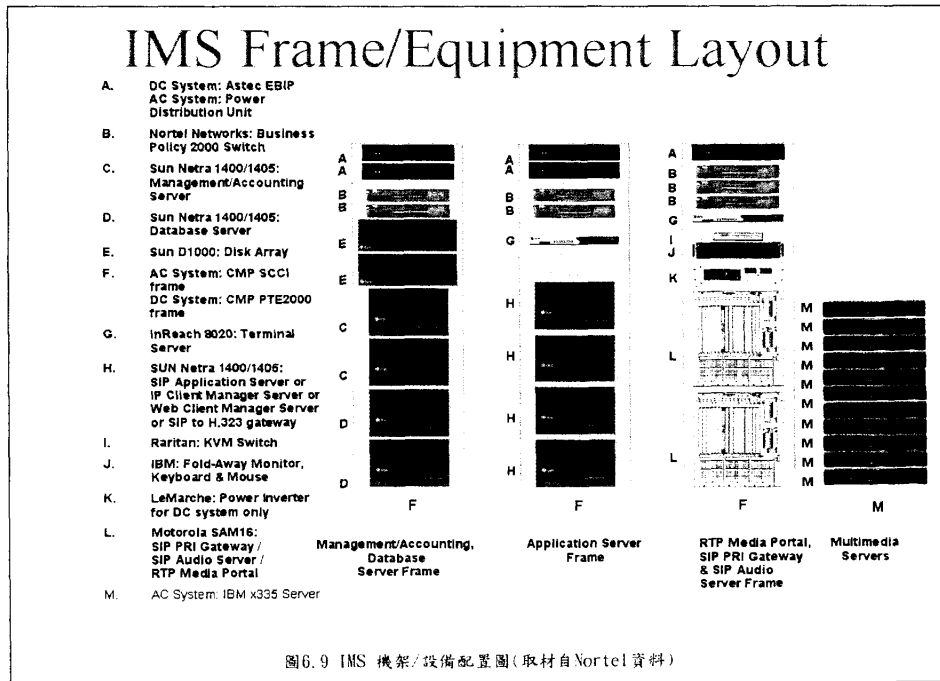 IMS Frame/Equipment Layout
A. DC System: Astec EBIP
AC System: Power
Distribution Unit
B. Nortel Networks: Business
Policy 2000 Switch
C. Sun Netra 1400/1405:
Management/Accounting
Server
D. Sun Netra 1400/1405:
Database Server
E. Sun D1000: Disk Array
F. AC System: CMP SCCI
frame
DC System: CMP PTE2000
frame
G. InReach 8020: Terminal
Server
H. SUN Netra 1400/1405:
SIP Application Server or
IP Client Manager Server or
Web Client Manager Server
or SIP to H.323 gateway
I. Raritan: KVM Switch
J. IBM: Fold-Away Monitor,
Keyboard & Mouse
K. LeMarche: Power Inverter
for DC system only
L. Motorola SAM16:
SIP PRI Gateway /
SIP Audio Server /
RTP Media Portal
M. AC System: IBM x335 Server
A
A
B
B
E
E
C
C
D
D
F
Management/Accounting,
Database
Server Frame
A
A
B
B
G
H
H
H
H
F
Application Server
Frame
A
B
B
B
G
I
J
K
L
L
F
RTP Media Portal,
SIP PRI Gateway
& SIP Audio
Server Frame
M
M
M
M
M
M
M
M
M
M
M
Multimedia
Servers
圖6.9 IMS 機架/設備配置圖(取材自Nortel資料)